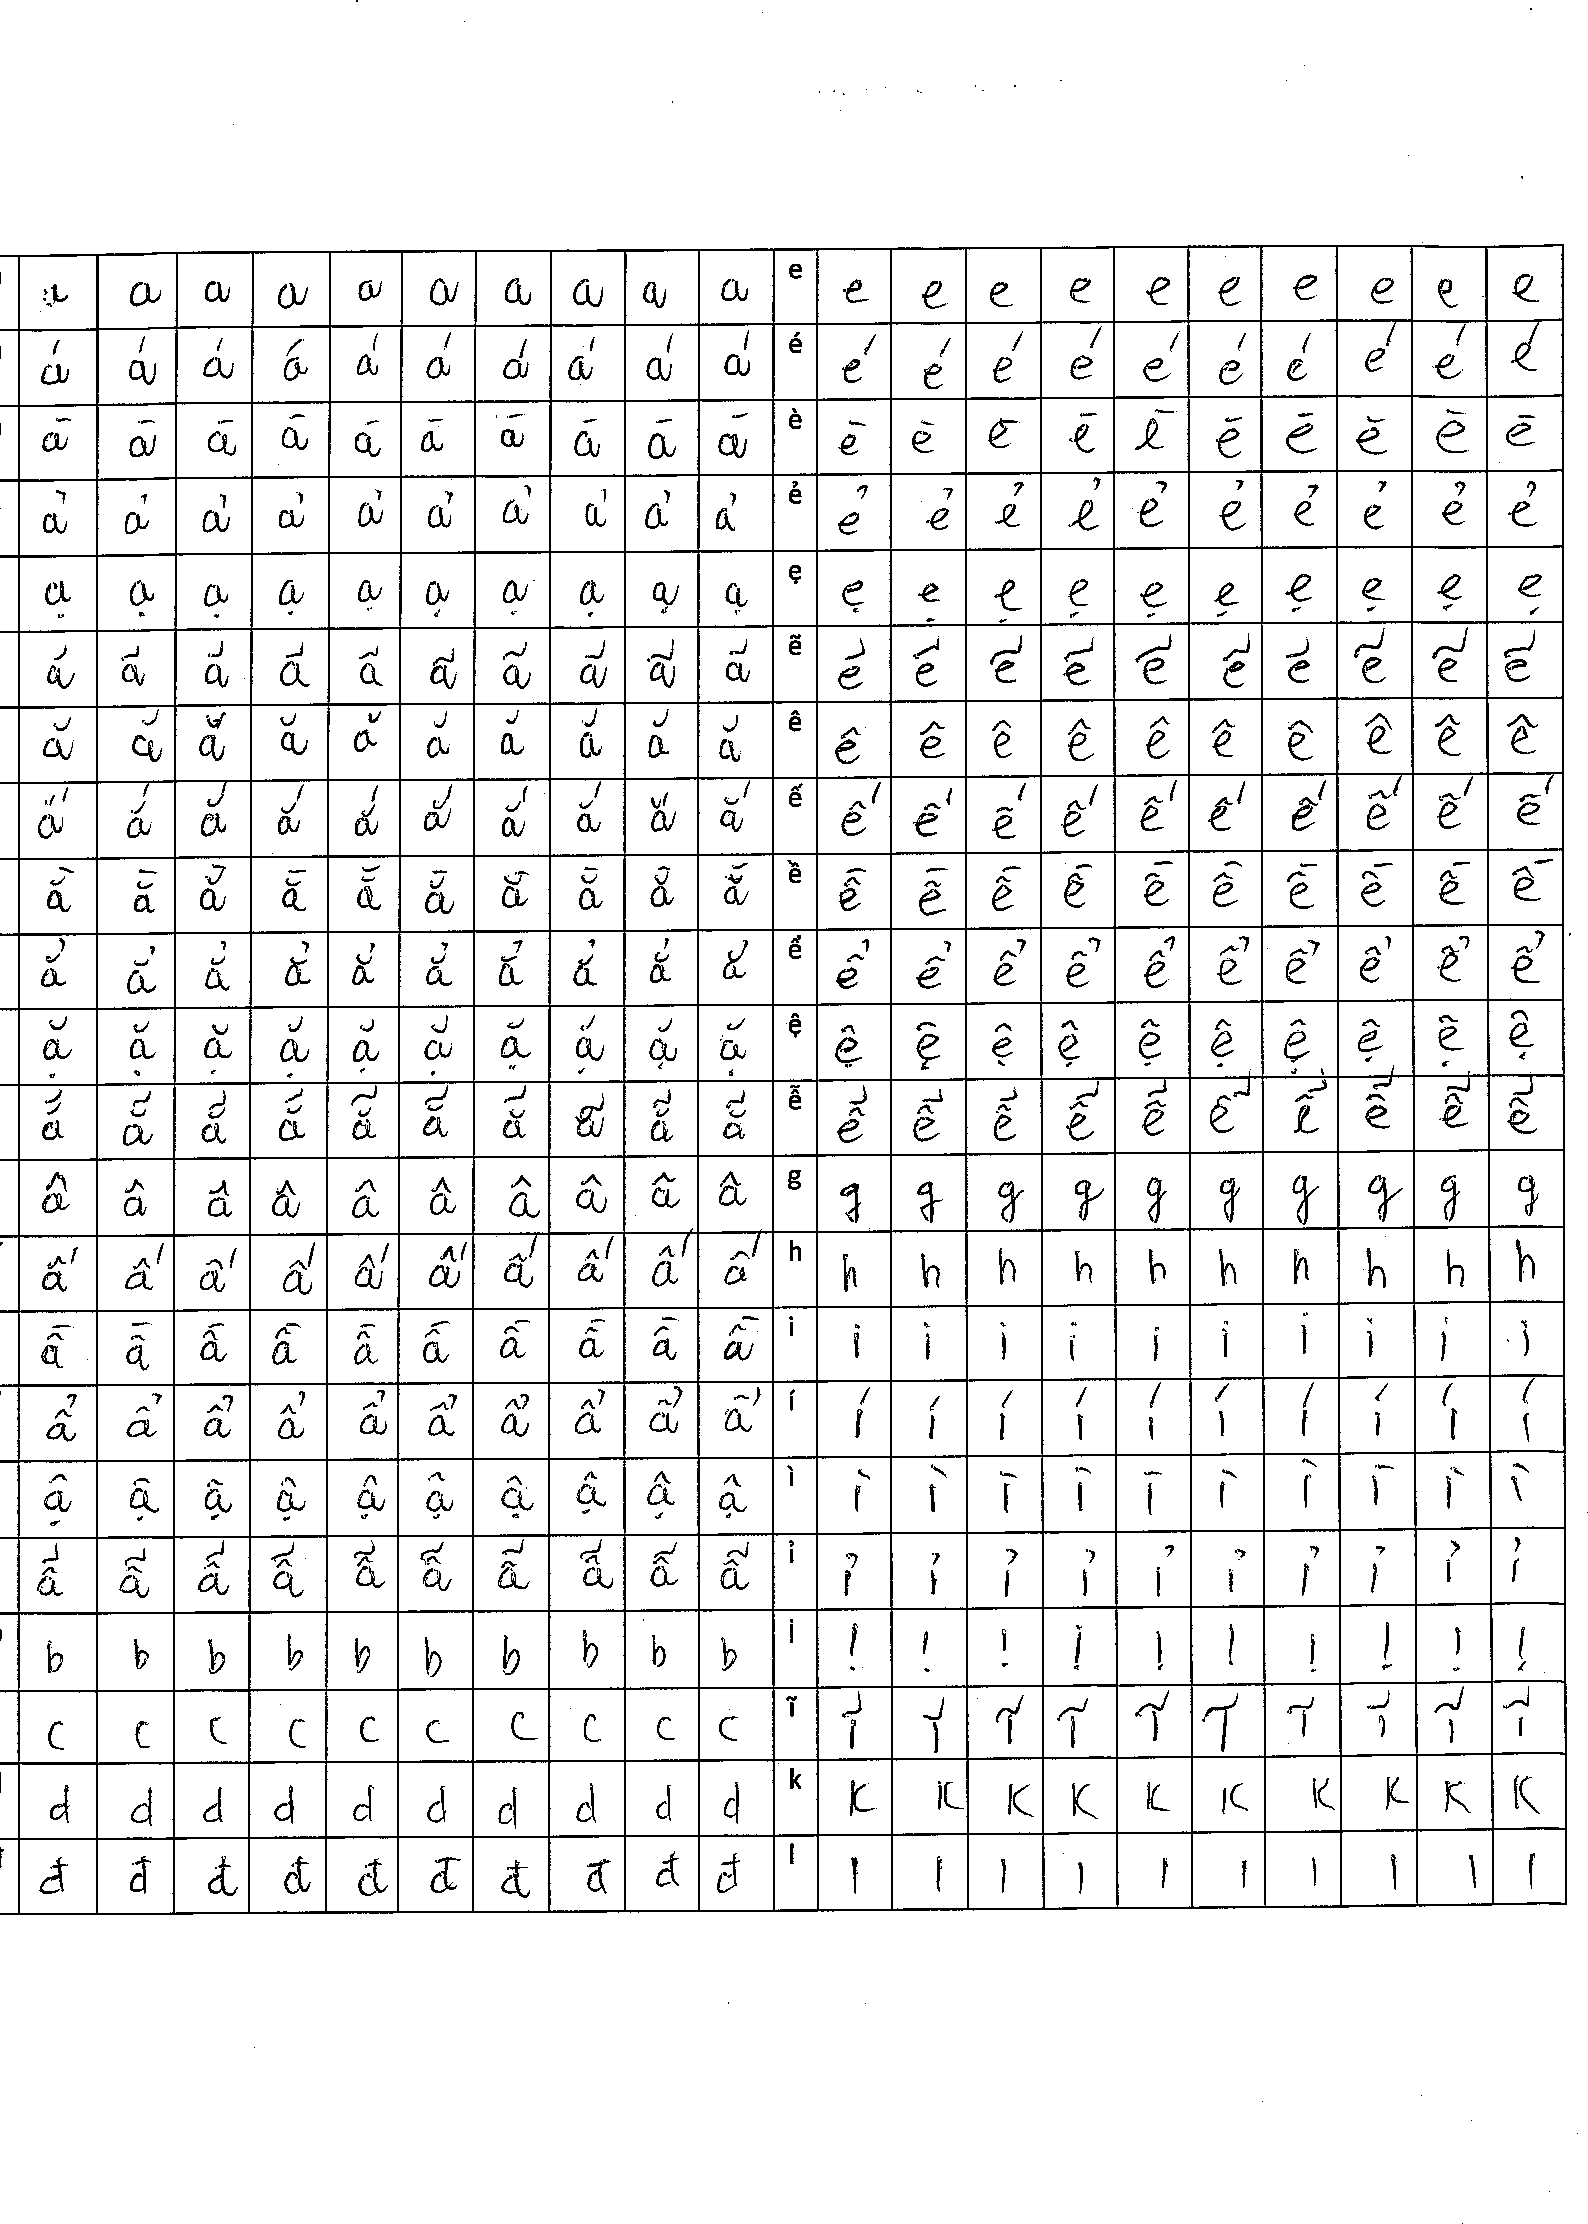 a a a a a a a a a a e e e e e e e e e e e
á á á á á á á á á á é é é é é é é é é é é
à à à à à à à à à à è è è è è è è è è è è
ả ả ả ả ả ả ả ả ả ả ẻ ẻ ẻ ẻ ẻ ẻ ẻ ẻ ẻ ẻ ẻ
ạ ạ ạ ạ ạ ạ ạ ạ ạ ạ ẹ ẹ ẹ ẹ ẹ ẹ ẹ ẹ ẹ ẹ ẹ
ã ã ã ã ã ã ã ã ã ã ẽ ẽ ẽ ẽ ẽ ẽ ẽ ẽ ẽ ẽ ẽ
ă ă ă ă ă ă ă ă ă ă ê ê ê ê ê ê ê ê ê ê ê
ắ ắ ắ ắ ắ ắ ắ ắ ắ ắ ế ế ế ế ế ế ế ế ế ế ế
ằ ằ ằ ằ ằ ằ ằ ằ ằ ằ ề ề ề ề ề ề ề ề ề ề ề
ẳ ẳ ẳ ẳ ẳ ẳ ẳ ẳ ẳ ẳ ể ể ể ể ể ể ể ể ể ể ể
ặ ặ ặ ặ ặ ặ ặ ặ ặ ặ ệ ệ ệ ệ ệ ệ ệ ệ ệ ệ ệ
ẵ ẵ ẵ ẵ ẵ ẵ ẵ ẵ ẵ ẵ ễ ễ ễ ễ ễ ễ ễ ễ ễ ễ ễ
â â â â â â â â â â g g g g g g g g g g g
ấ ấ ấ ấ ấ ấ ấ ấ ấ ấ h h h h h h h h h h h
ầ ầ ầ ầ ầ ầ ầ ầ ầ ầ i i i i i i i i i i i
ẩ ẩ ẩ ẩ ẩ ẩ ẩ ẩ ẩ ẩ í í í í í í í í í í í
ậ ậ ậ ậ ậ ậ ậ ậ ậ ậ ì ì ì ì ì ì ì ì ì ì ì
ẫ ẫ ẫ ẫ ẫ ẫ ẫ ẫ ẫ ẫ ỉ ỉ ỉ ỉ ỉ ỉ ỉ ỉ ỉ ỉ ỉ
b b b b b b b b b b ị ị ị ị ị ị ị ị ị ị ị
c c c c c c c c c c ĩ ĩ ĩ ĩ ĩ ĩ ĩ ĩ ĩ ĩ ĩ
d d d d d d d d d d k k k k k k k k k k k
đ đ đ đ đ đ đ đ đ đ l l l l l l l l l l l